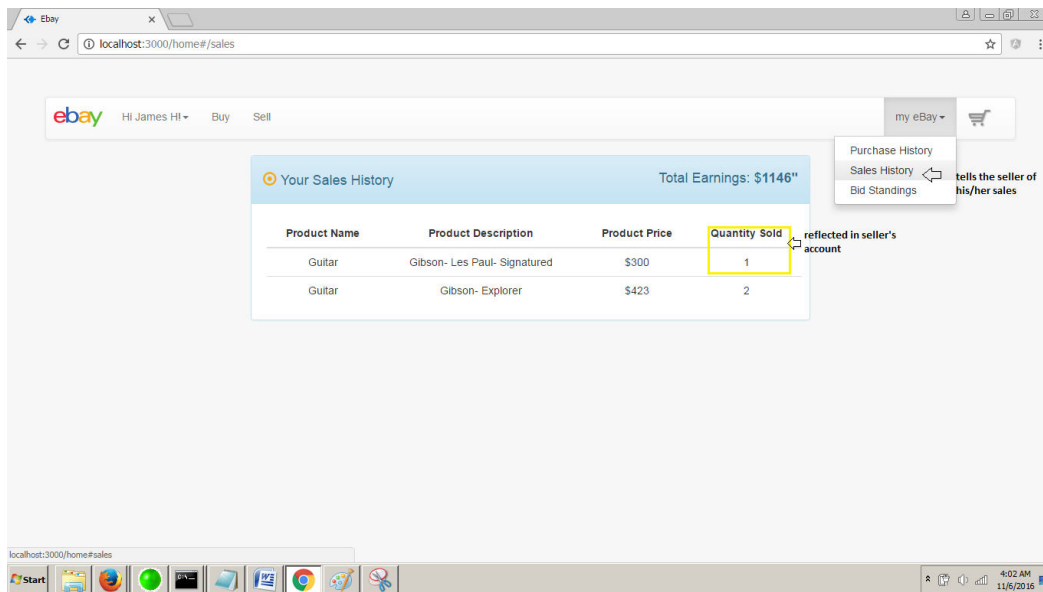 Ebay
localhost:3000/home#/sales
ebay Hi James H! Buy Sell my eBay
Purchase History
Sales History
Bid Standings
tells the seller of
his/her sales
Your Sales History Total Earnings: $1146"
Product Name Product Description Product Price Quantity Sold
reflected in seller's
account
Guitar Gibson- Les Paul- Signatured $300 1
Guitar Gibson- Explorer $423 2
localhost:3000/home#sales
Start
4:02 AM
11/6/2016